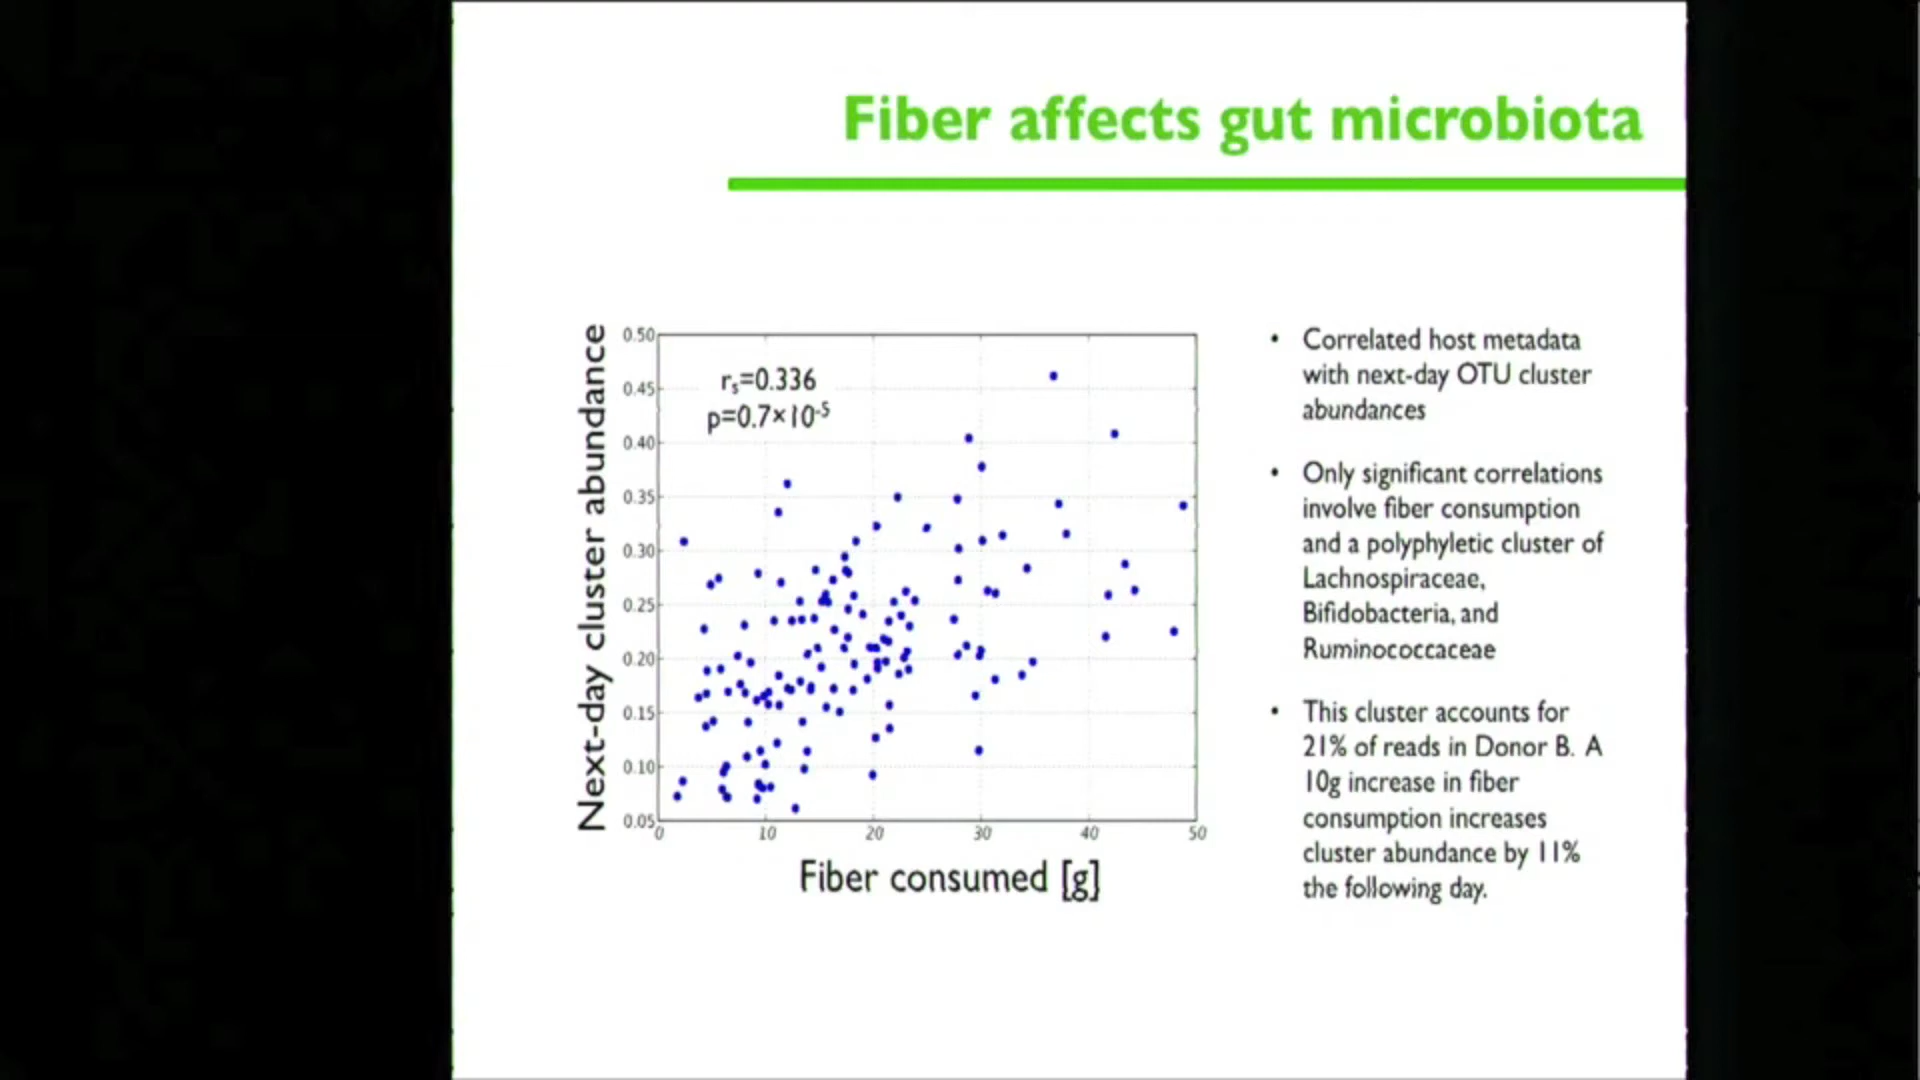 Fiber affects gut microbiota
Next-day cluster abundance
0.50
0.45
0.40
0.35
0.30
0.25
0.20
0.15
0.10
0.05
rₛ=0.336
p=0.7×10⁻⁵
0 10 20 30 40 50
Fiber consumed [g]
• Correlated host metadata
with next-day OTU cluster
abundances
• Only significant correlations
involve fiber consumption
and a polyphyletic cluster of
Lachnospiraceae,
Bifidobacteria, and
Ruminococcaceae
• This cluster accounts for
21% of reads in Donor B. A
10g increase in fiber
consumption increases
cluster abundance by 11%
the following day.